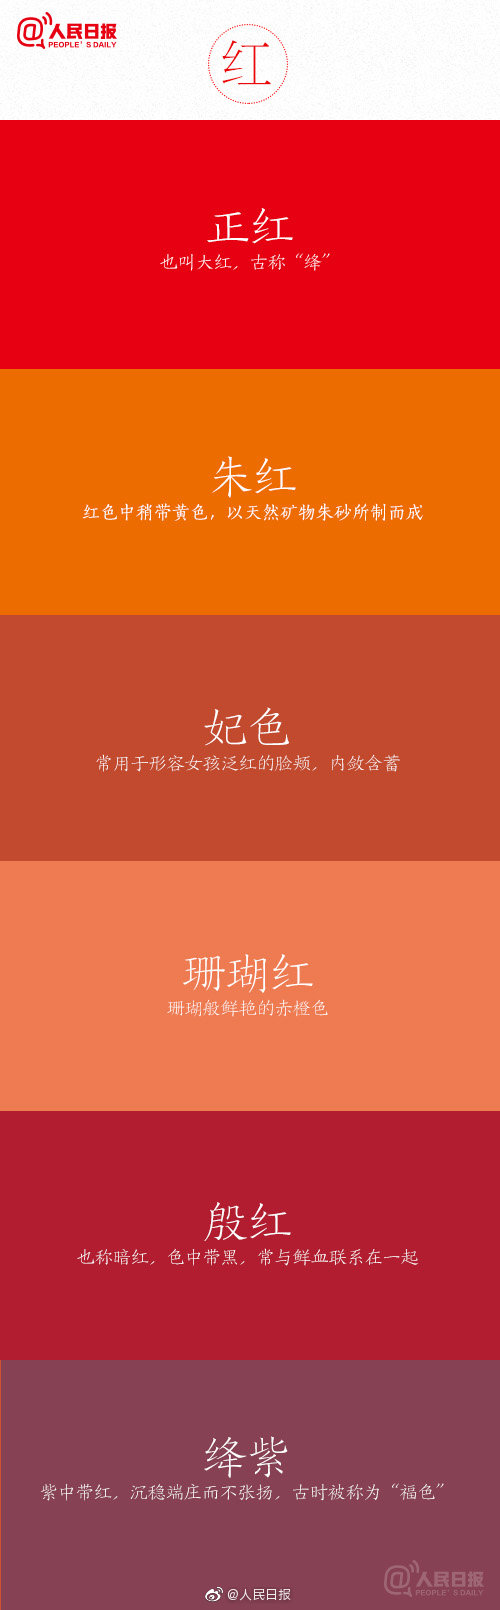 @人民日报
PEOPLE'S DAILY
红
正红
也叫大红，古称“绛”
朱红
红色中稍带黄色，以天然矿物朱砂所制而成
妃色
常用于形容女孩泛红的脸颊，内敛含蓄
珊瑚红
珊瑚般鲜艳的赤橙色
殷红
也称暗红，色中带黑，常与鲜血联系在一起
绛紫
紫中带红，沉稳端庄而不张扬，古时被称为“福色”
@人民日报
PEOPLE'S DAILY
@人民日报